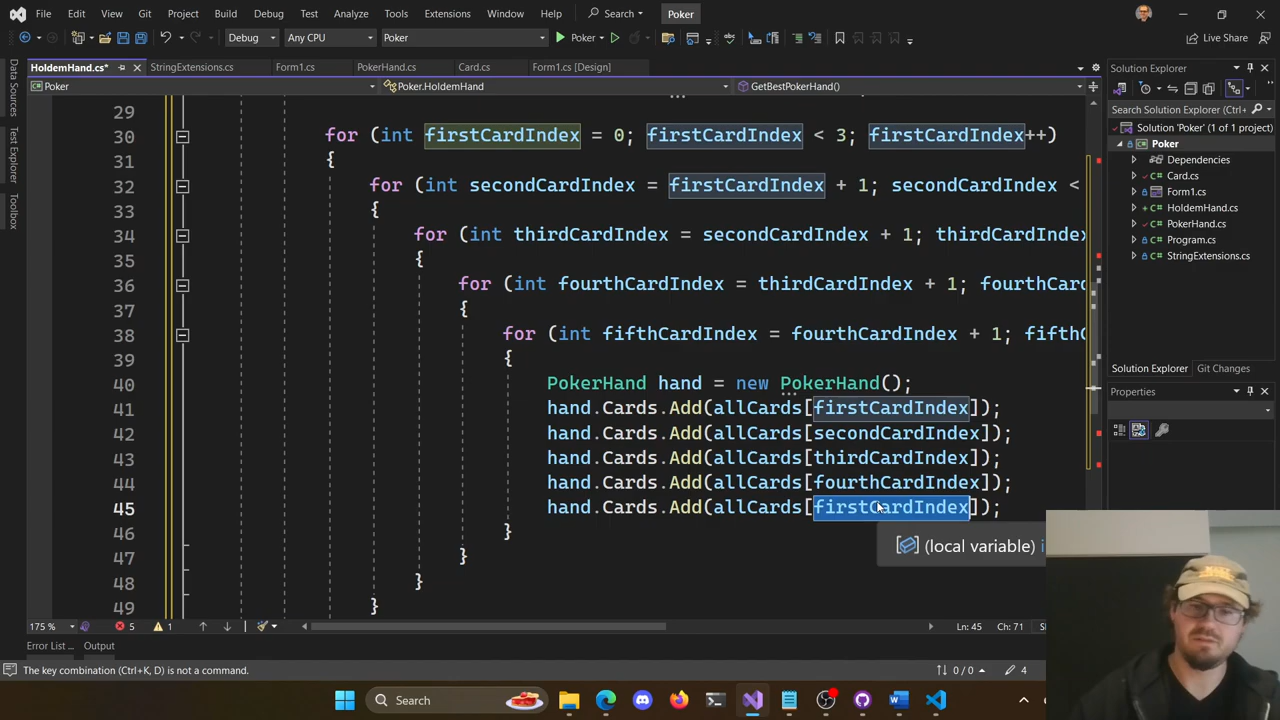 File Edit View Git Project Build Debug Test Analyze Tools Extensions Window Help Search Poker
Debug Any CPU Poker Poker Live Share
HoldemHand.cs* StringExtensions.cs Form1.cs PokerHand.cs Card.cs Form1.cs [Design]
Poker Poker.HoldemHand GetBestPokerHand()
Data Sources
Test Explorer
Toolbox
29
30 for (int firstCardIndex = 0; firstCardIndex < 3; firstCardIndex++)
31 {
32 for (int secondCardIndex = firstCardIndex + 1; secondCardIndex <
33 {
34 for (int thirdCardIndex = secondCardIndex + 1; thirdCardIndex
35 {
36 for (int fourthCardIndex = thirdCardIndex + 1; fourthCa
37 {
38 for (int fifthCardIndex = fourthCardIndex + 1; fifthC
39 {
40 PokerHand hand = new PokerHand();
41 hand.Cards.Add(allCards[firstCardIndex]);
42 hand.Cards.Add(allCards[secondCardIndex]);
43 hand.Cards.Add(allCards[thirdCardIndex]);
44 hand.Cards.Add(allCards[fourthCardIndex]);
45 hand.Cards.Add(allCards[firstCardIndex]);
46 }
47 }
48 }
49 }
(local variable) i
175 % 5 1 Ln: 45 Ch: 71
Error List ... Output
The key combination (Ctrl+K, D) is not a command. 0/0 4
Solution Explorer
Search Solution Explorer (Ctrl+
Solution 'Poker' (1 of 1 project)
Poker
Dependencies
Card.cs
Form1.cs
HoldemHand.cs
PokerHand.cs
Program.cs
StringExtensions.cs
Solution Explorer Git Changes
Properties
Search